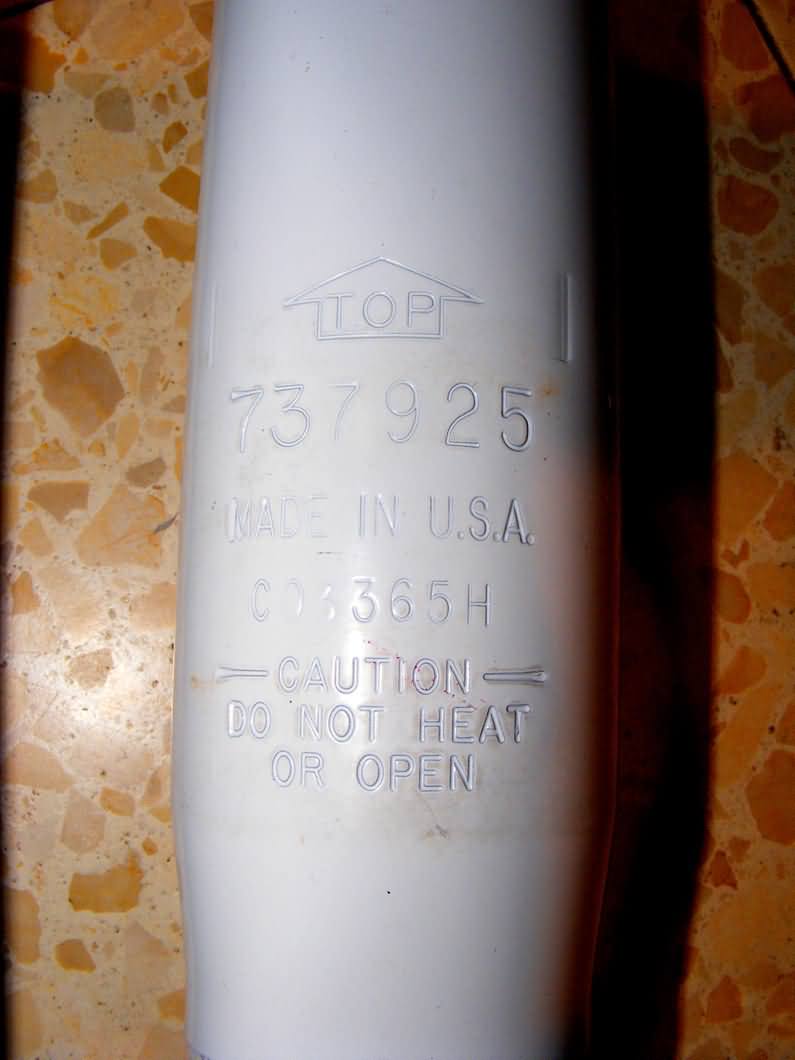 TOP
737925
MADE IN U.S.A.
CAUTION
DO NOT HEAT
OR OPEN